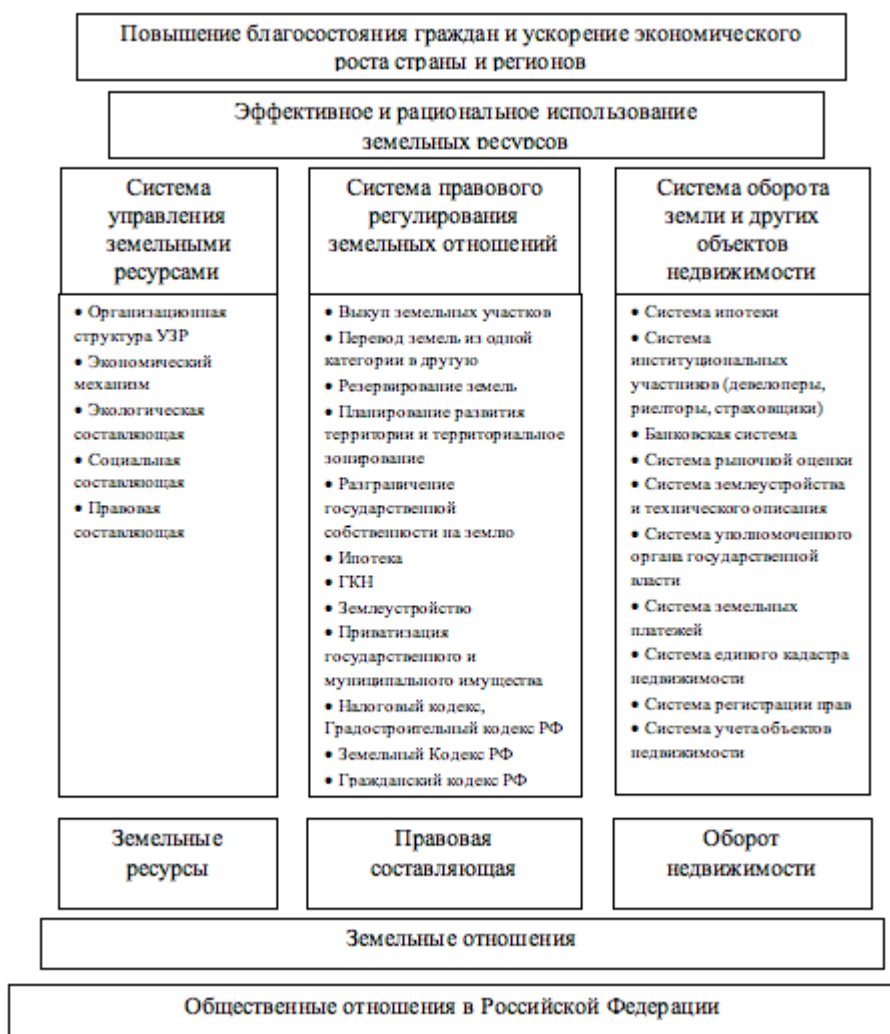 Повышение благосостояния граждан и ускорение экономического
роста страны и регионов
Эффективное и рациональное использование
земельных ресурсов
Система
управления
земельными
ресурсами
• Организационная
структура УЗР
• Экономический
механизм
• Экологическая
составляющая
• Социальная
составляющая
• Правовая
составляющая
Система правового
регулирования
земельных отношений
• Выкуп земельных участков
• Перевод земель из одной
категории в другую
• Резервирование земель
• Планирование развития
территории и территориальное
зонирование
• Разграничение
государственной
собственности на землю
• Ипотека
• ГКН
• Землеустройство
• Приватизация
государственного и
муниципального имущества
• Налоговый кодекс,
Градостроительный кодекс РФ
• Земельный Кодекс РФ
• Гражданский кодекс РФ
Система оборота
земли и других
объектов
недвижимости
• Система ипотеки
• Система
институциональных
участников (девелоперы,
риелторы, страховщики)
• Банковская система
• Система рыночной оценки
• Система землеустройства
и технического описания
• Система уполномоченного
органа государственной
власти
• Система земельных
платежей
• Система единого кадастра
недвижимости
• Система регистрации прав
• Система учета объектов
недвижимости
Земельные
ресурсы
Правовая
составляющая
Оборот
недвижимости
Земельные отношения
Общественные отношения в Российской Федерации